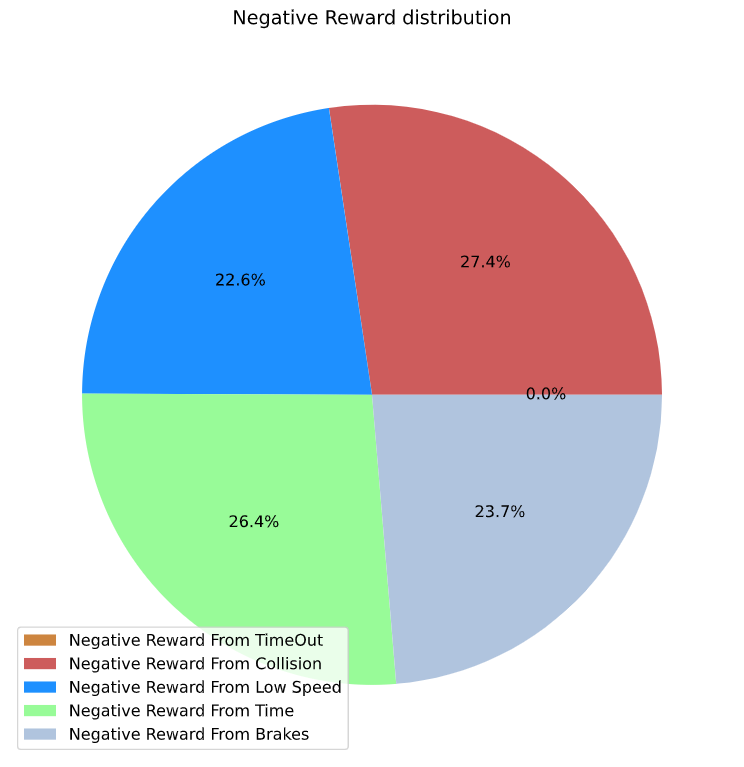 Negative Reward distribution
27.4%
22.6%
0.0%
23.7%
26.4%
Negative Reward From TimeOut
Negative Reward From Collision
Negative Reward From Low Speed
Negative Reward From Time
Negative Reward From Brakes